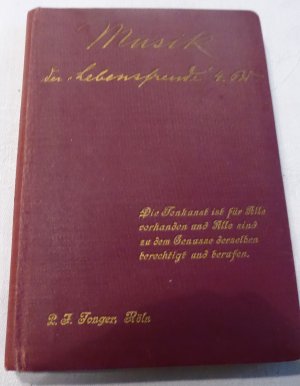 Musik
der „Lebensfreude“ 4. Bd
Die Tonkunst ist für Alle
vorhanden und Alle sind
zu dem Genusse derselben
berechtigt und berufen.
P. J. Tonger, Köln